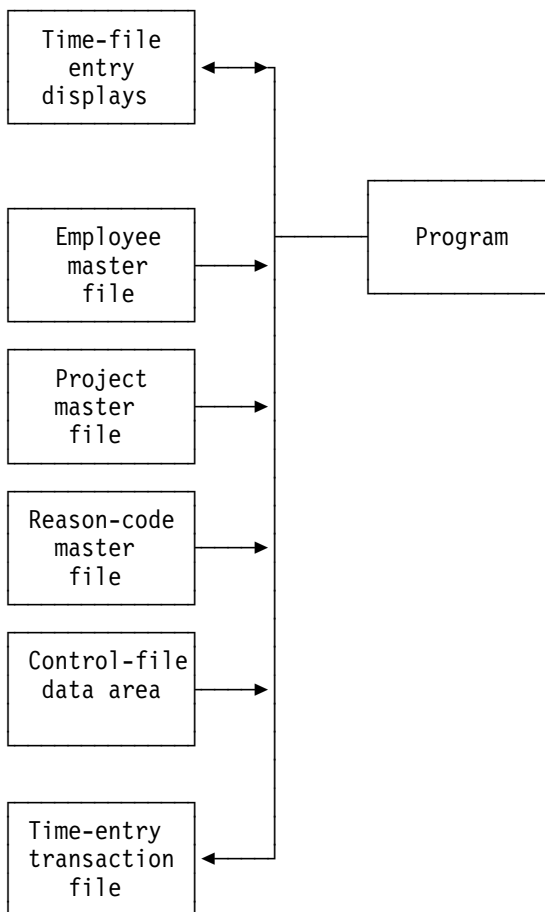 Time-file
entry
displays
Program
Employee
master
file
Project
master
file
Reason-code
master
file
Control-file
data area
Time-entry
transaction
file